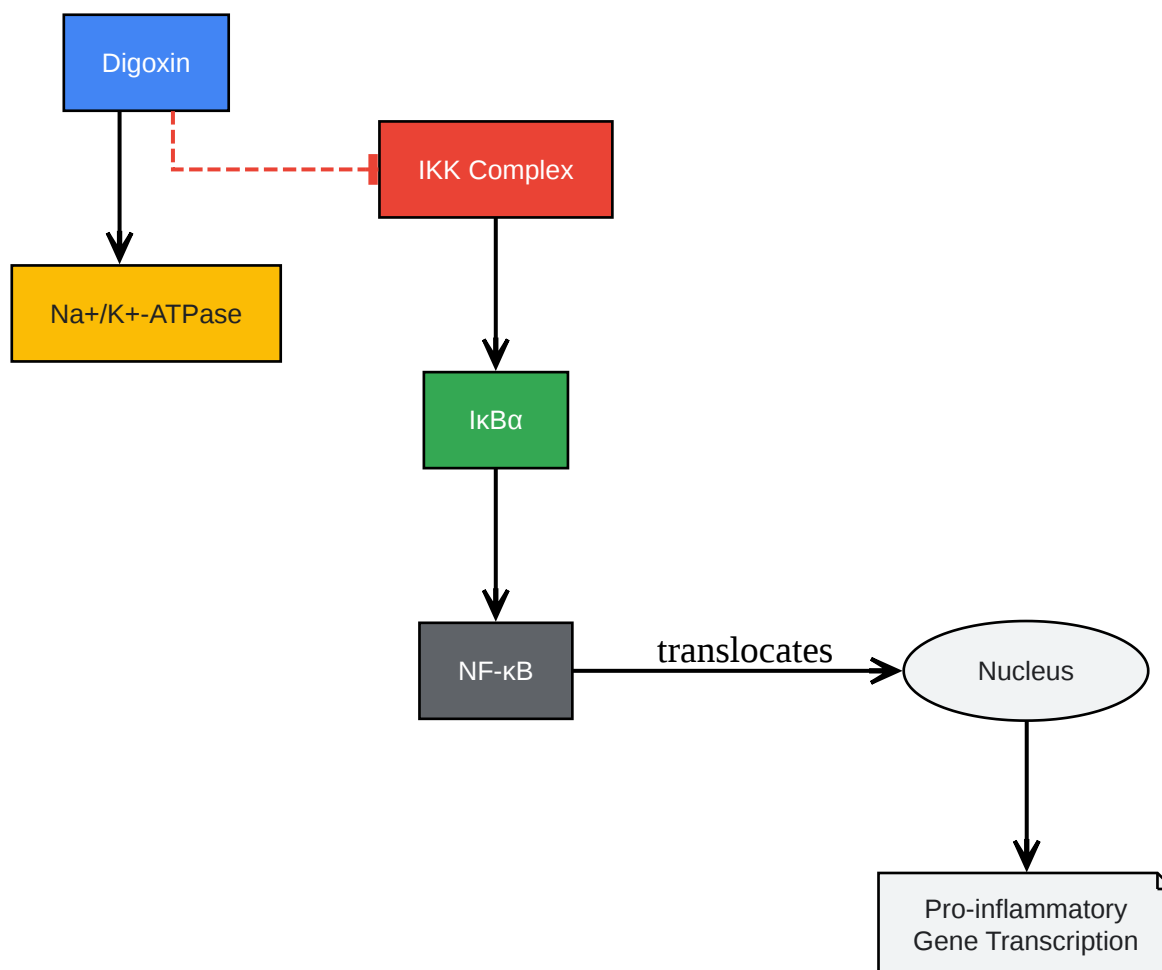 Digoxin
IKK Complex
Na+/K+-ATPase
IκBα
NF-κB
translocates
Nucleus
Pro-inflammatory
Gene Transcription